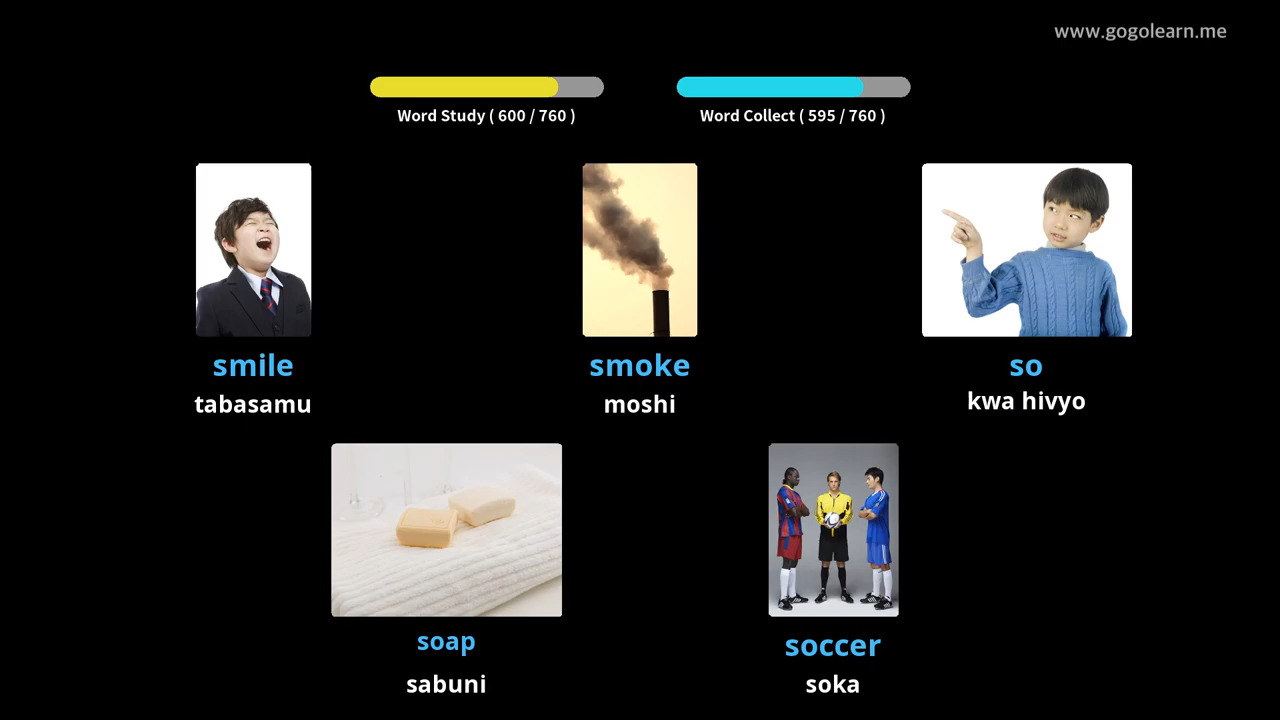 www.gogolearn.me
Word Study ( 600 / 760 )
Word Collect ( 595 / 760 )
smile
tabasamu
smoke
moshi
so
kwa hivyo
soap
sabuni
soccer
soka